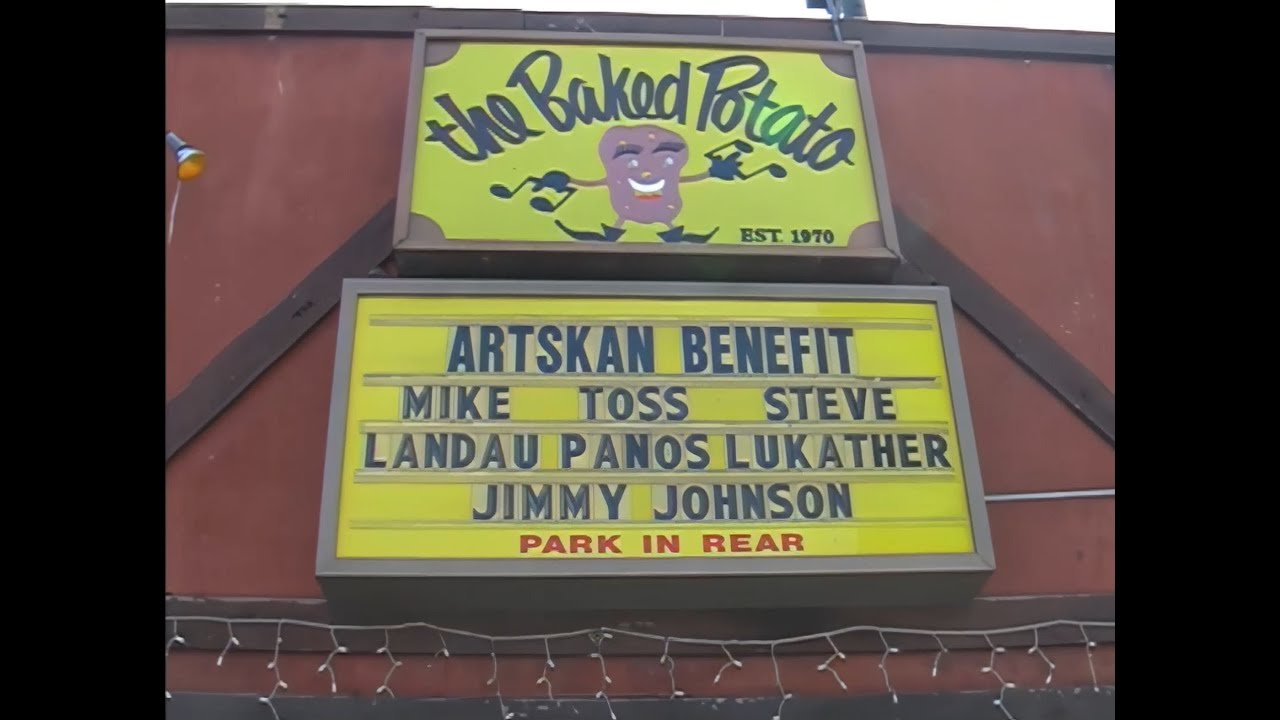 the Baked Potato
EST. 1970
ARTSKAN BENEFIT
MIKE TOSS STEVE
LANDAU PANOS LUKATHER
JIMMY JOHNSON
PARK IN REAR